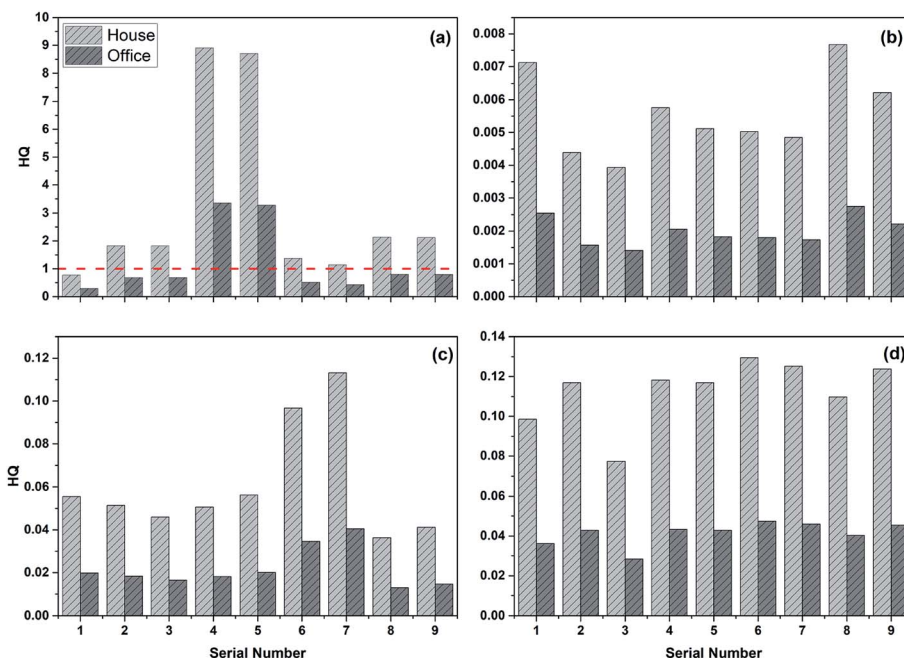 House
Office
(a)
HQ
10
9
8
7
6
5
4
3
2
1
0
(b)
0.008
0.007
0.006
0.005
0.004
0.003
0.002
0.001
0.000
(c)
HQ
0.12
0.10
0.08
0.06
0.04
0.02
0.00
1 2 3 4 5 6 7 8 9
Serial Number
(d)
0.14
0.12
0.10
0.08
0.06
0.04
0.02
0.00
1 2 3 4 5 6 7 8 9
Serial Number